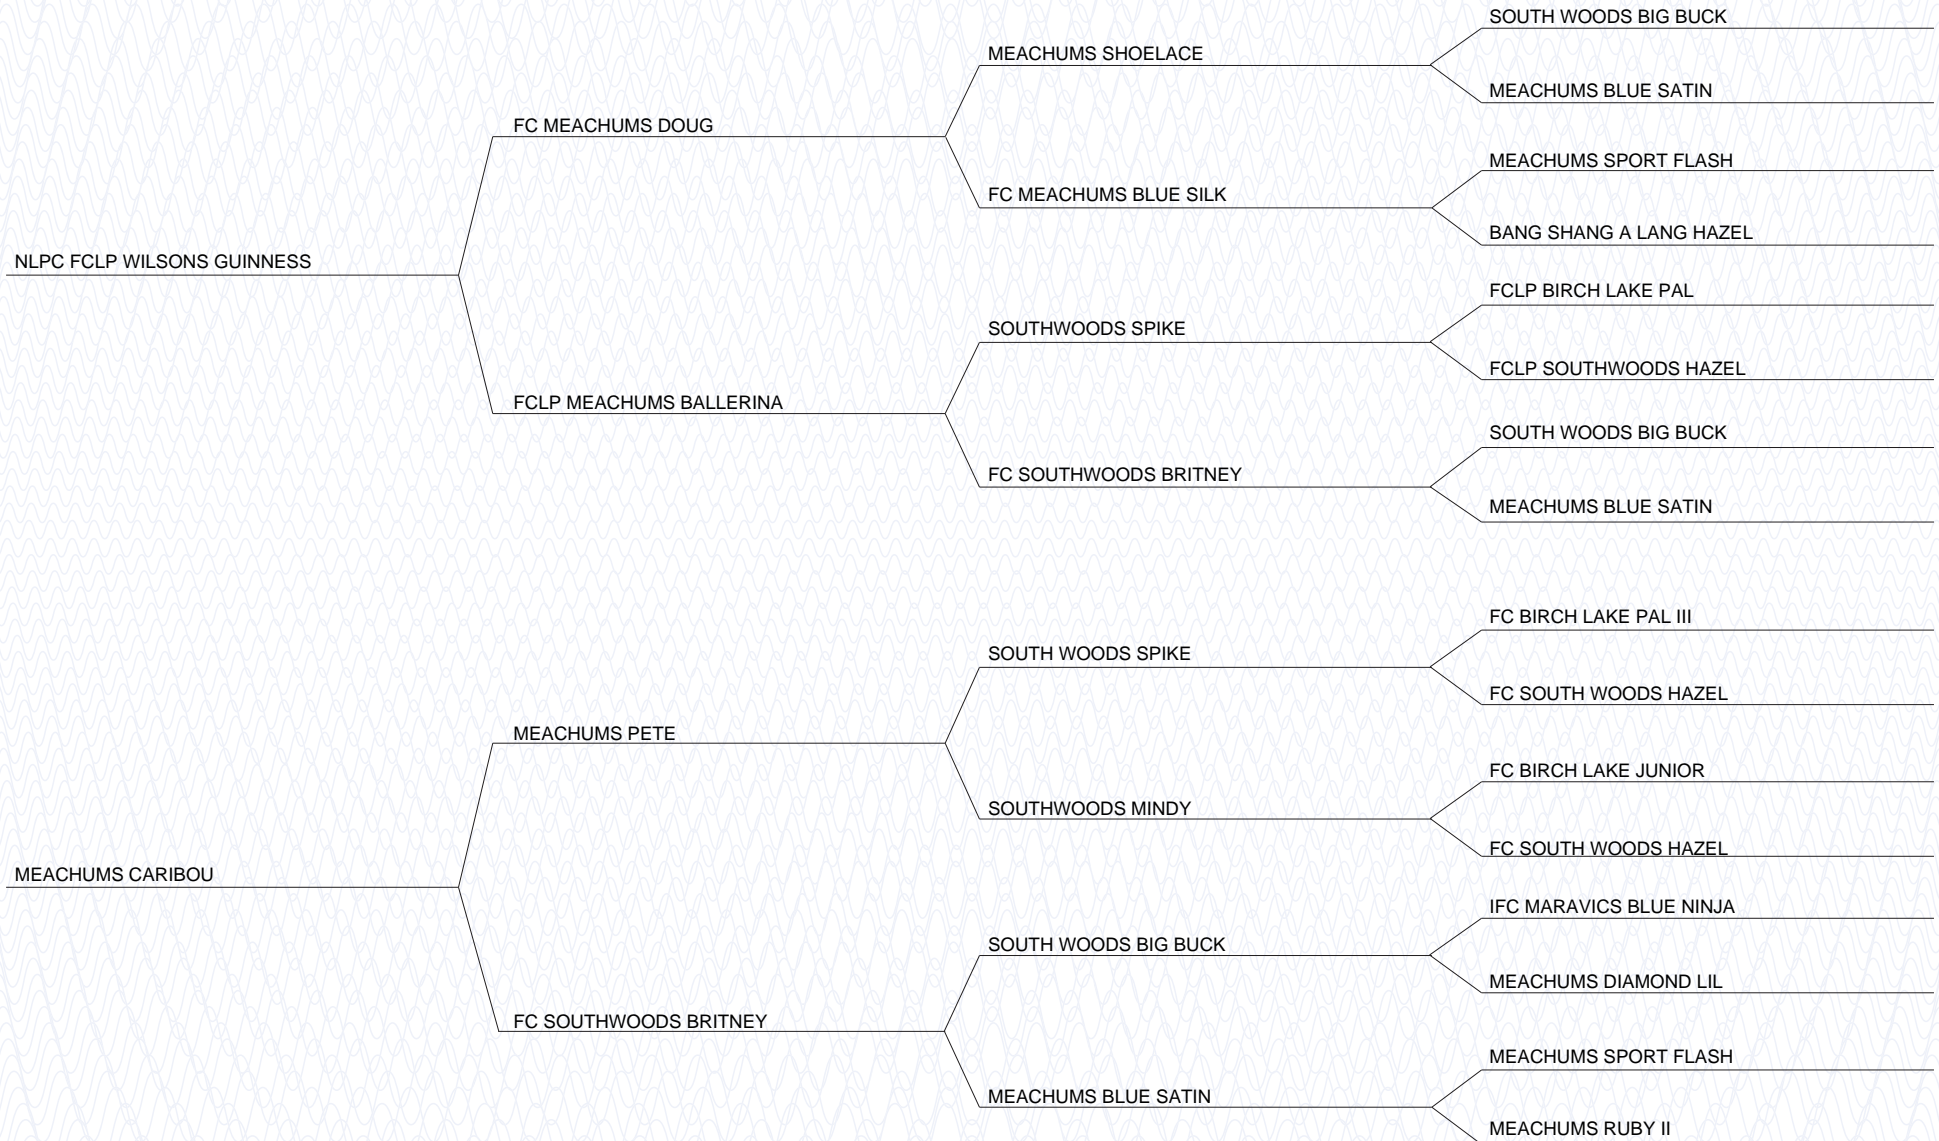 SOUTH WOODS BIG BUCK
MEACHUMS SHOELACE
MEACHUMS BLUE SATIN
FC MEACHUMS DOUG
MEACHUMS SPORT FLASH
FC MEACHUMS BLUE SILK
BANG SHANG A LANG HAZEL
NLPC FCLP WILSONS GUINNESS
FCLP BIRCH LAKE PAL
SOUTHWOODS SPIKE
FCLP SOUTHWOODS HAZEL
FCLP MEACHUMS BALLERINA
SOUTH WOODS BIG BUCK
FC SOUTHWOODS BRITNEY
MEACHUMS BLUE SATIN
FC BIRCH LAKE PAL III
SOUTH WOODS SPIKE
FC SOUTH WOODS HAZEL
MEACHUMS PETE
FC BIRCH LAKE JUNIOR
SOUTHWOODS MINDY
FC SOUTH WOODS HAZEL
MEACHUMS CARIBOU
IFC MARAVICS BLUE NINJA
SOUTH WOODS BIG BUCK
MEACHUMS DIAMOND LIL
FC SOUTHWOODS BRITNEY
MEACHUMS SPORT FLASH
MEACHUMS BLUE SATIN
MEACHUMS RUBY II